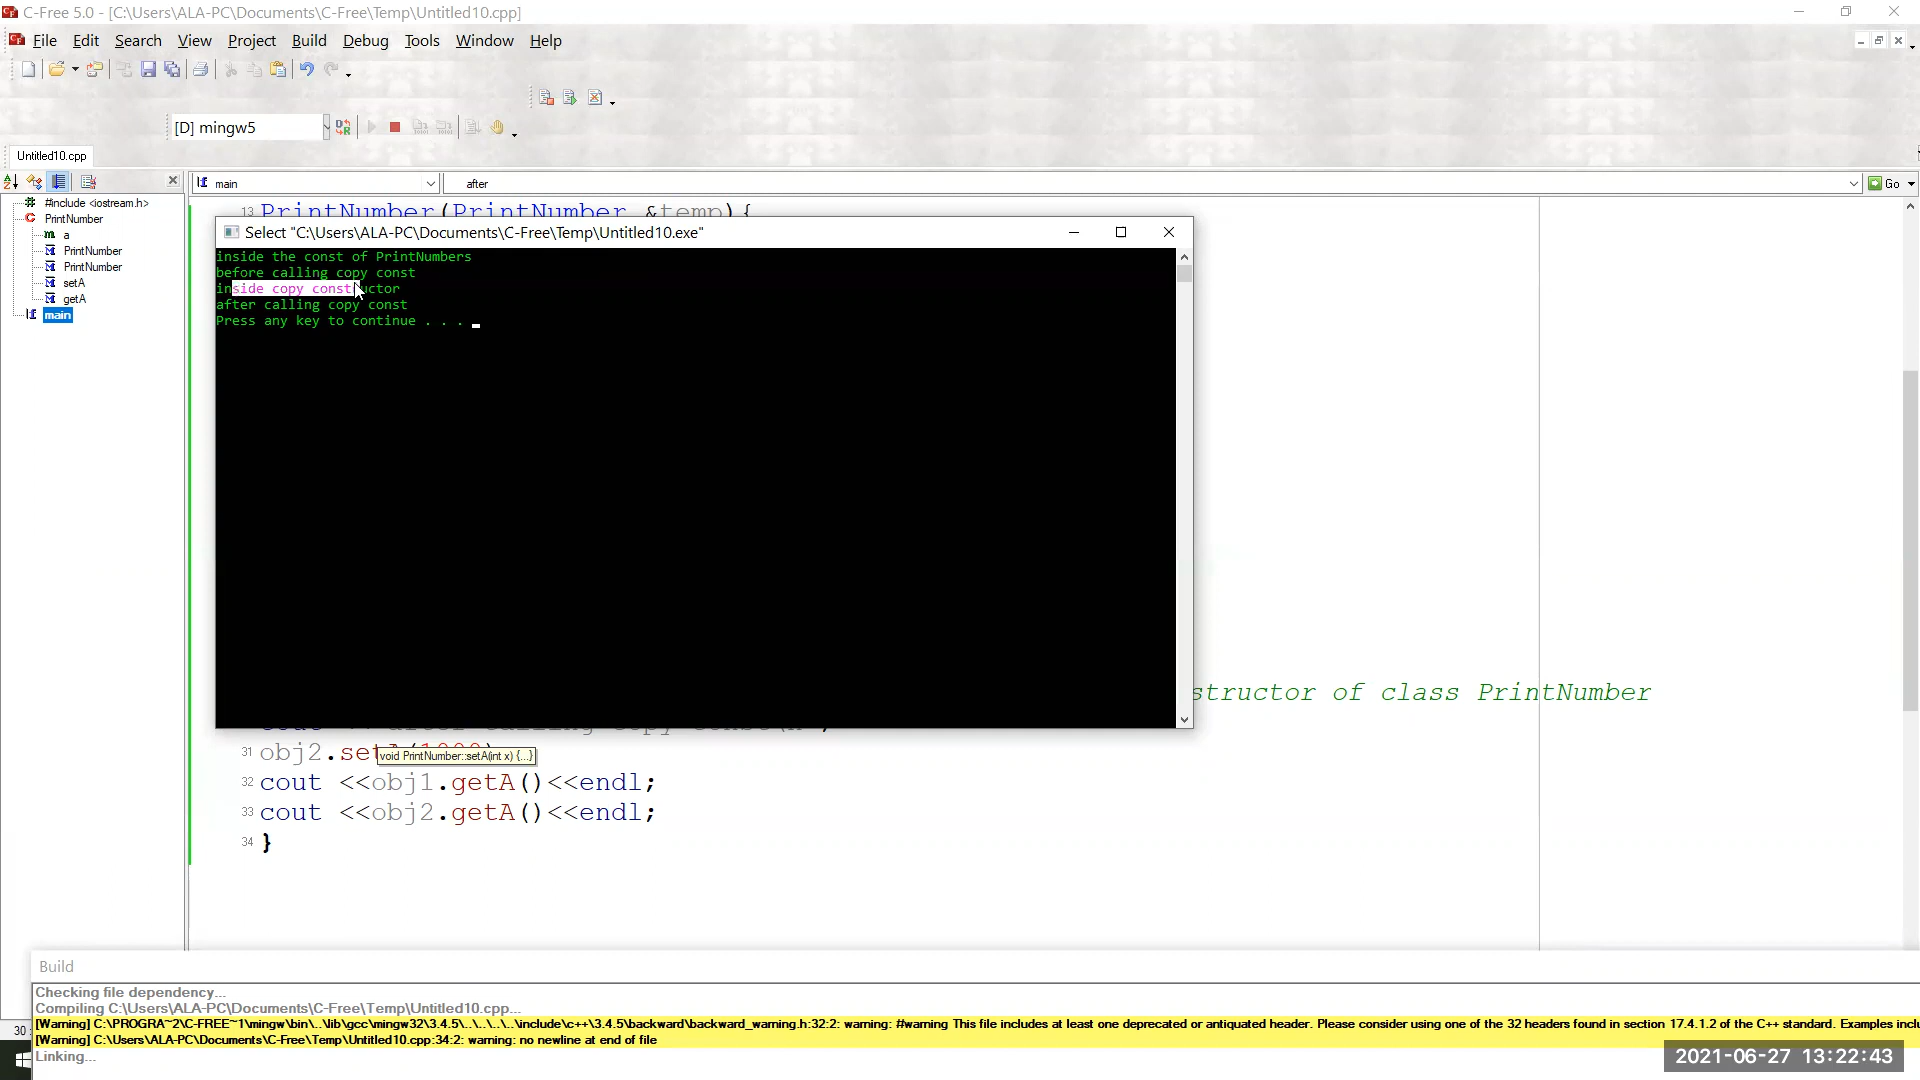 C-Free 5.0 - [C:\Users\ALA-PC\Documents\C-Free\Temp\Untitled10.cpp]
File Edit Search View Project Build Debug Tools Window Help
[D] mingw5
Untitled10.cpp
main
after
Go
#include <iostream.h>
PrintNumber
a
PrintNumber
PrintNumber
setA
getA
main
13 PrintNumber(PrintNumber &temp){
Select "C:\Users\ALA-PC\Documents\C-Free\Temp\Untitled10.exe"
inside the const of PrintNumbers
before calling copy const
inside copy constructor
after calling copy const
Press any key to continue . . .
structor of class PrintNumber
31 obj2.setA(1000)
void PrintNumber::setA(int x) {...}
32 cout <<obj1.getA()<<endl;
33 cout <<obj2.getA()<<endl;
34 }
Build
Checking file dependency...
Compiling C:\Users\ALA-PC\Documents\C-Free\Temp\Untitled10.cpp...
[Warning] C:\PROGRA~2\C-FREE~1\mingw\bin\..\lib\gcc\mingw32\3.4.5\..\..\..\..\include\c++\3.4.5\backward\backward_warning.h:32:2: warning: #warning This file includes at least one deprecated or antiquated header. Please consider using one of the 32 headers found in section 17.4.1.2 of the C++ standard. Examples inclu
[Warning] C:\Users\ALA-PC\Documents\C-Free\Temp\Untitled10.cpp:34:2: warning: no newline at end of file
Linking...
30
2021-06-27 13:22:43